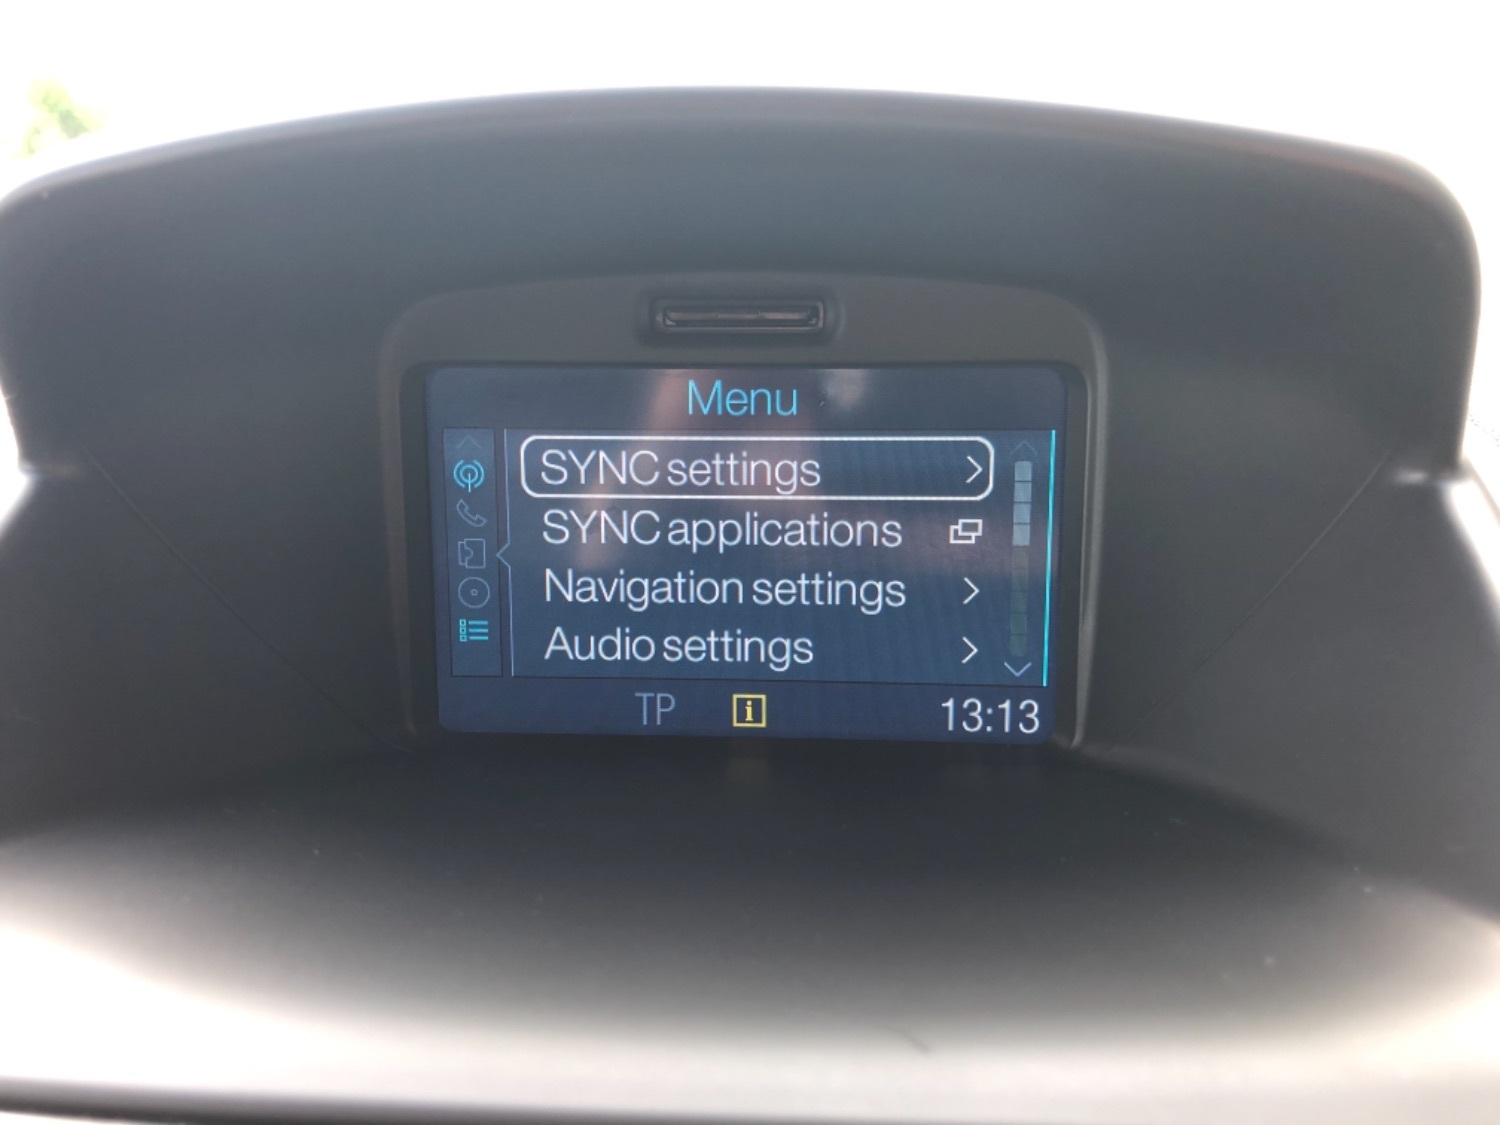 Menu
SYNC settings
SYNC applications
Navigation settings
Audio settings
TP i 13:13